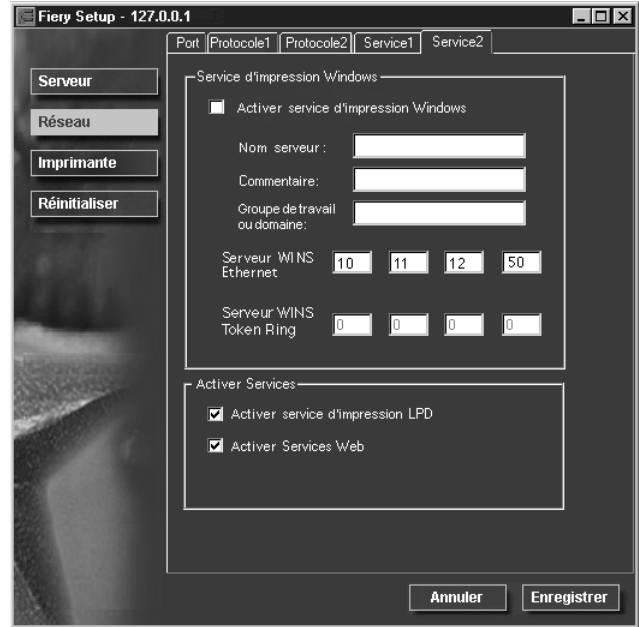 Fiery Setup - 127.0.0.1
Port Protocole1 Protocole2 Service1 Service2
Serveur
Réseau
Imprimante
Réinitialiser
Service d'impression Windows
Activer service d'impression Windows
Nom serveur :
Commentaire:
Groupe de travail
ou domaine:
Serveur WINS
Ethernet
10 11 12 50
Serveur WINS
Token Ring
0 0 0 0
Activer Services
Activer service d'impression LPD
Activer Services Web
Annuler Enregistrer